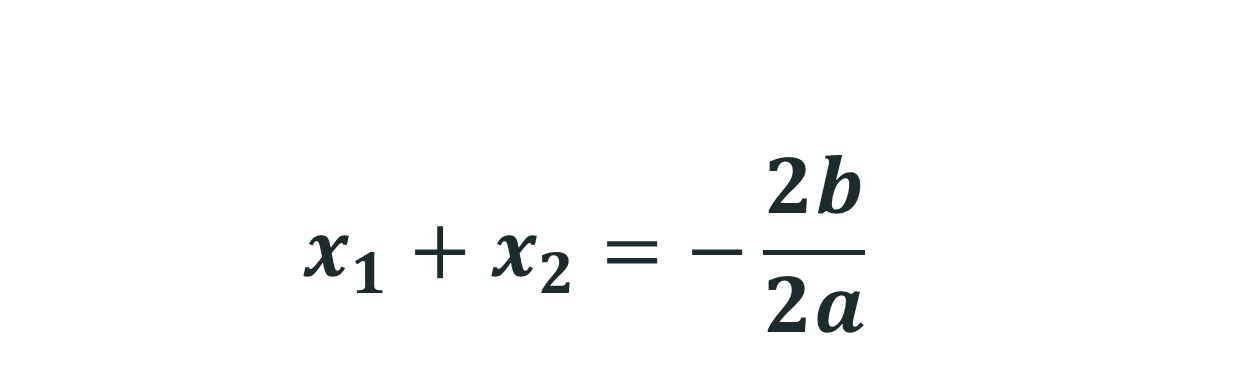 x₁ + x₂ = − 2b/2a